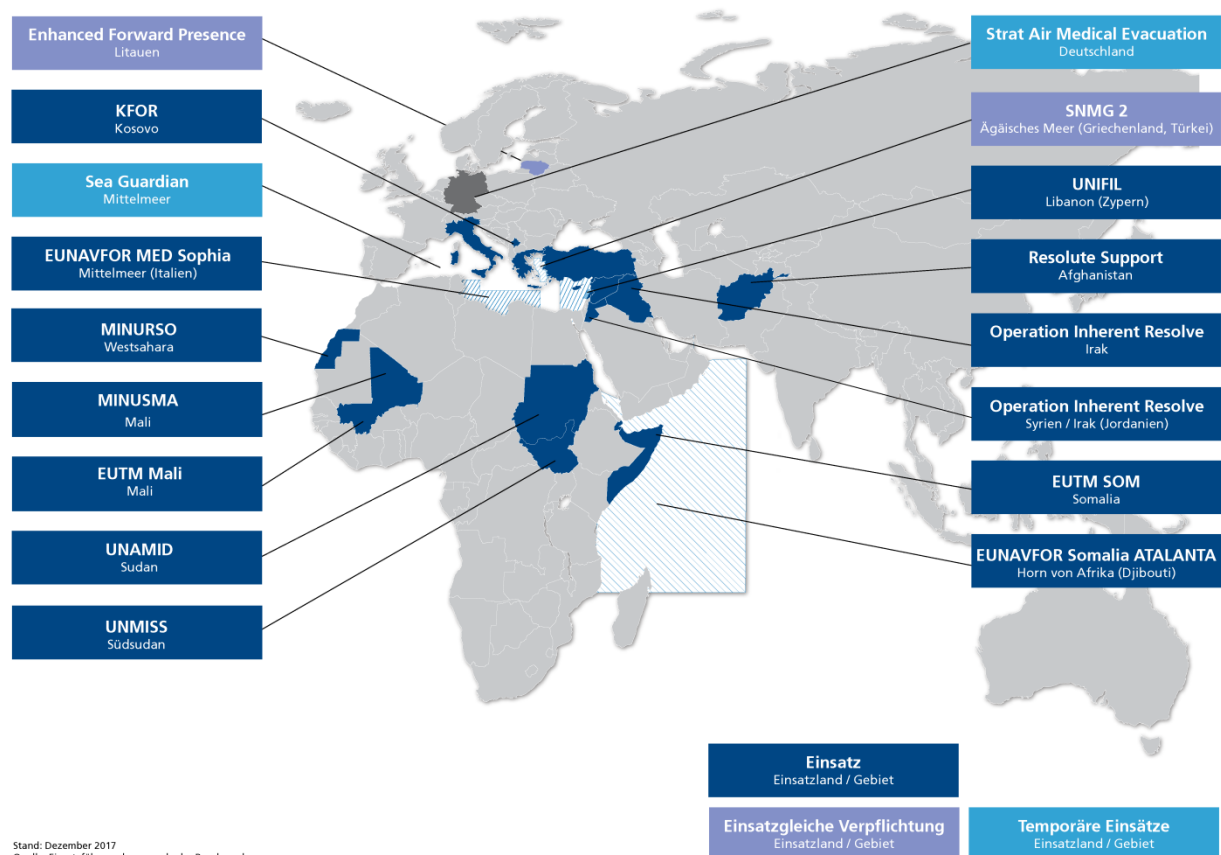 Enhanced Forward Presence
Litauen
KFOR
Kosovo
Sea Guardian
Mittelmeer
EUNAVFOR MED Sophia
Mittelmeer (Italien)
MINURSO
Westsahara
MINUSMA
Mali
EUTM Mali
Mali
UNAMID
Sudan
UNMISS
Südsudan
Strat Air Medical Evacuation
Deutschland
SNMG 2
Ägäisches Meer (Griechenland, Türkei)
UNIFIL
Libanon (Zypern)
Resolute Support
Afghanistan
Operation Inherent Resolve
Irak
Operation Inherent Resolve
Syrien / Irak (Jordanien)
EUTM SOM
Somalia
EUNAVFOR Somalia ATALANTA
Horn von Afrika (Djibouti)
Einsatz
Einsatzland / Gebiet
Einsatzgleiche Verpflichtung
Einsatzland / Gebiet
Temporäre Einsätze
Einsatzland / Gebiet
Stand: Dezember 2017